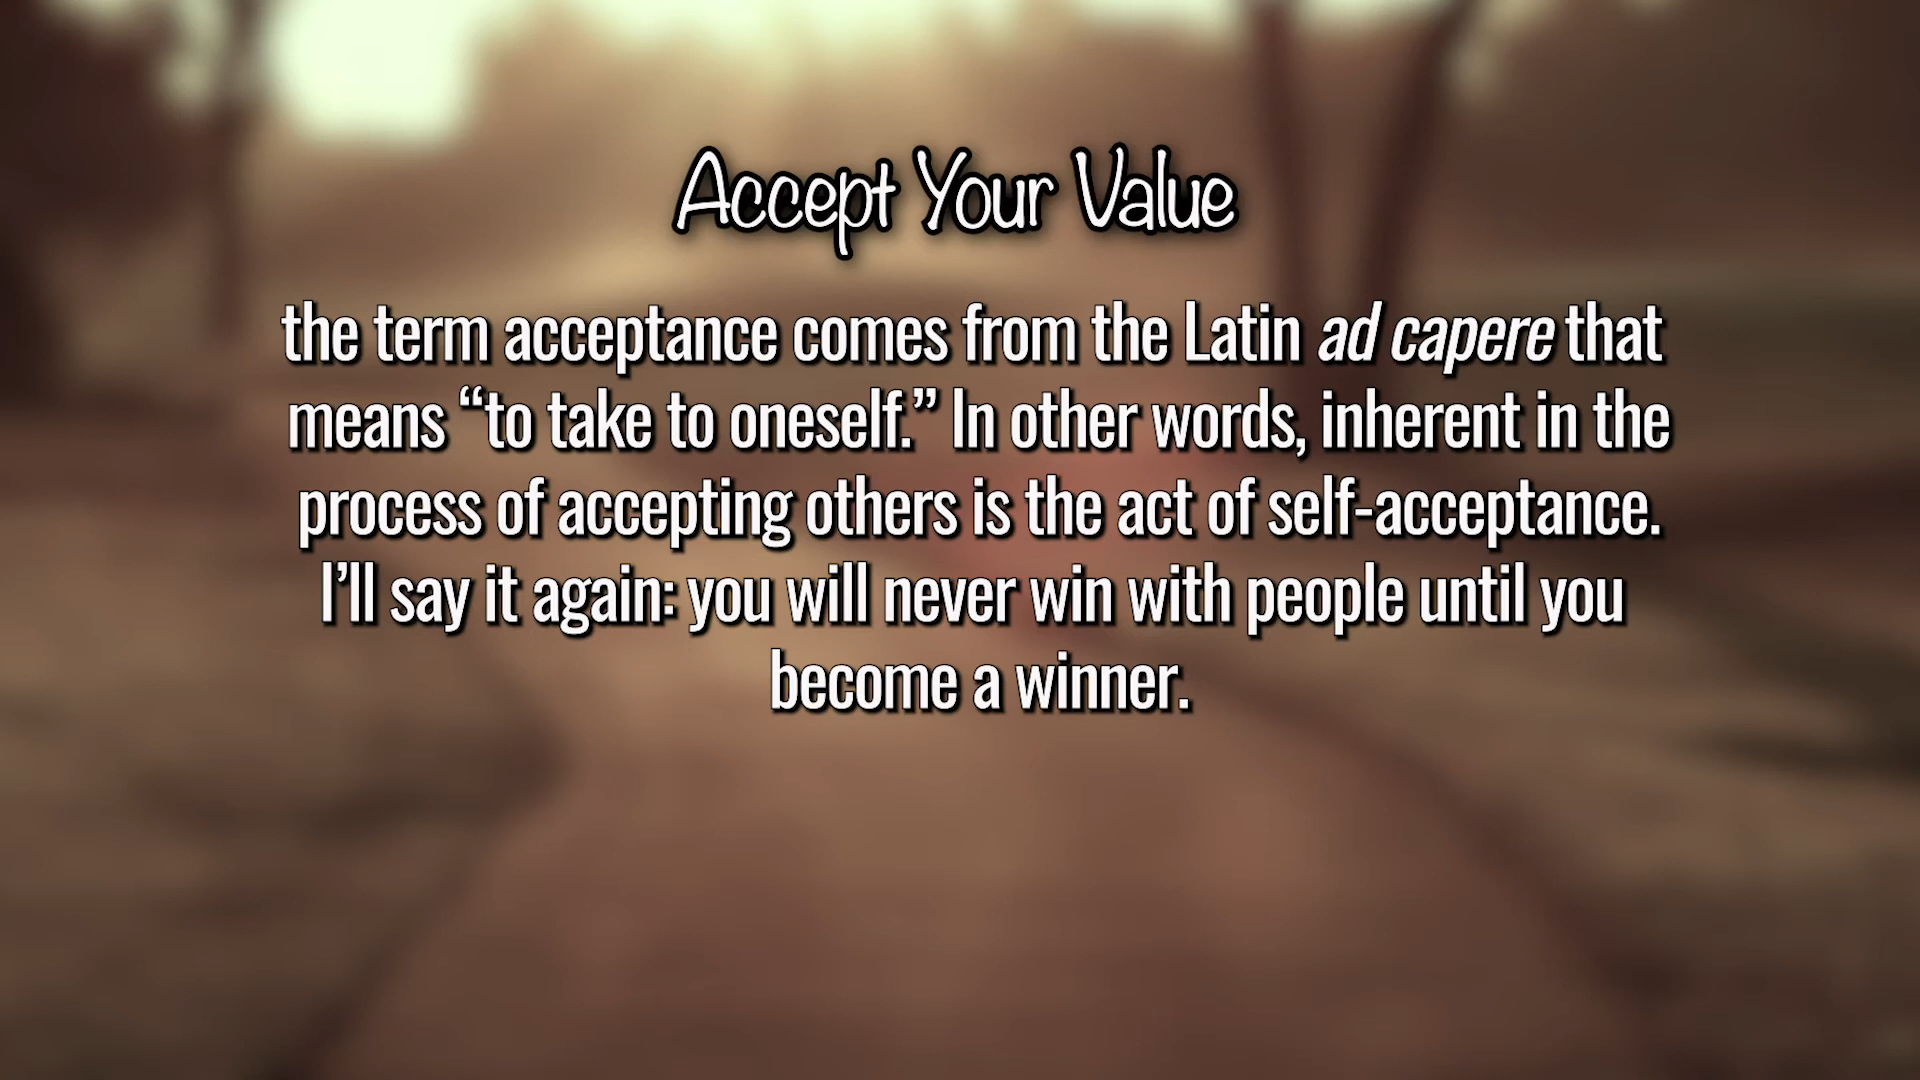 Accept Your Value
the term acceptance comes from the Latin ad capere that
means “to take to oneself.” In other words, inherent in the
process of accepting others is the act of self-acceptance.
I’ll say it again: you will never win with people until you
become a winner.